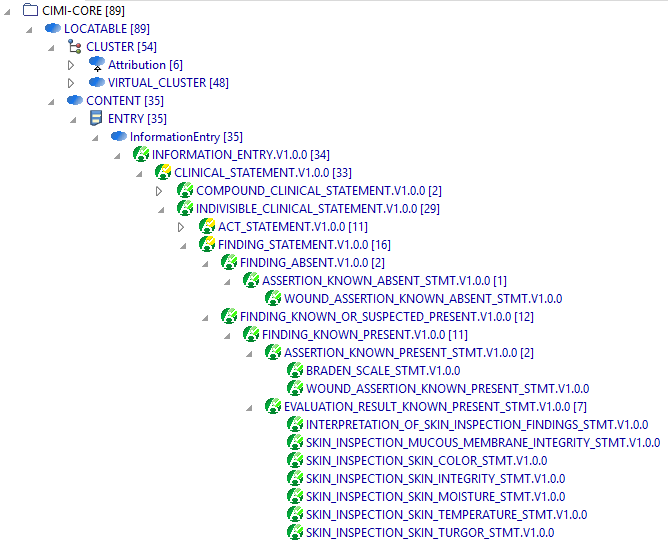 CIMI-CORE [89]
LOCATABLE [89]
CLUSTER [54]
Attribution [6]
VIRTUAL_CLUSTER [48]
CONTENT [35]
ENTRY [35]
InformationEntry [35]
INFORMATION_ENTRY.V1.0.0 [34]
CLINICAL_STATEMENT.V1.0.0 [33]
COMPOUND_CLINICAL_STATEMENT.V1.0.0 [2]
INDIVISIBLE_CLINICAL_STATEMENT.V1.0.0 [29]
ACT_STATEMENT.V1.0.0 [11]
FINDING_STATEMENT.V1.0.0 [16]
FINDING_ABSENT.V1.0.0 [2]
ASSERTION_KNOWN_ABSENT_STMT.V1.0.0 [1]
WOUND_ASSERTION_KNOWN_ABSENT_STMT.V1.0.0
FINDING_KNOWN_OR_SUSPECTED_PRESENT.V1.0.0 [12]
FINDING_KNOWN_PRESENT.V1.0.0 [11]
ASSERTION_KNOWN_PRESENT_STMT.V1.0.0 [2]
BRADEN_SCALE_STMT.V1.0.0
WOUND_ASSERTION_KNOWN_PRESENT_STMT.V1.0.0
EVALUATION_RESULT_KNOWN_PRESENT_STMT.V1.0.0 [7]
INTERPRETATION_OF_SKIN_INSPECTION_FINDINGS_STMT.V1.0.0
SKIN_INSPECTION_MUCOUS_MEMBRANE_INTEGRITY_STMT.V1.0.0
SKIN_INSPECTION_SKIN_COLOR_STMT.V1.0.0
SKIN_INSPECTION_SKIN_INTEGRITY_STMT.V1.0.0
SKIN_INSPECTION_SKIN_MOISTURE_STMT.V1.0.0
SKIN_INSPECTION_SKIN_TEMPERATURE_STMT.V1.0.0
SKIN_INSPECTION_SKIN_TURGOR_STMT.V1.0.0